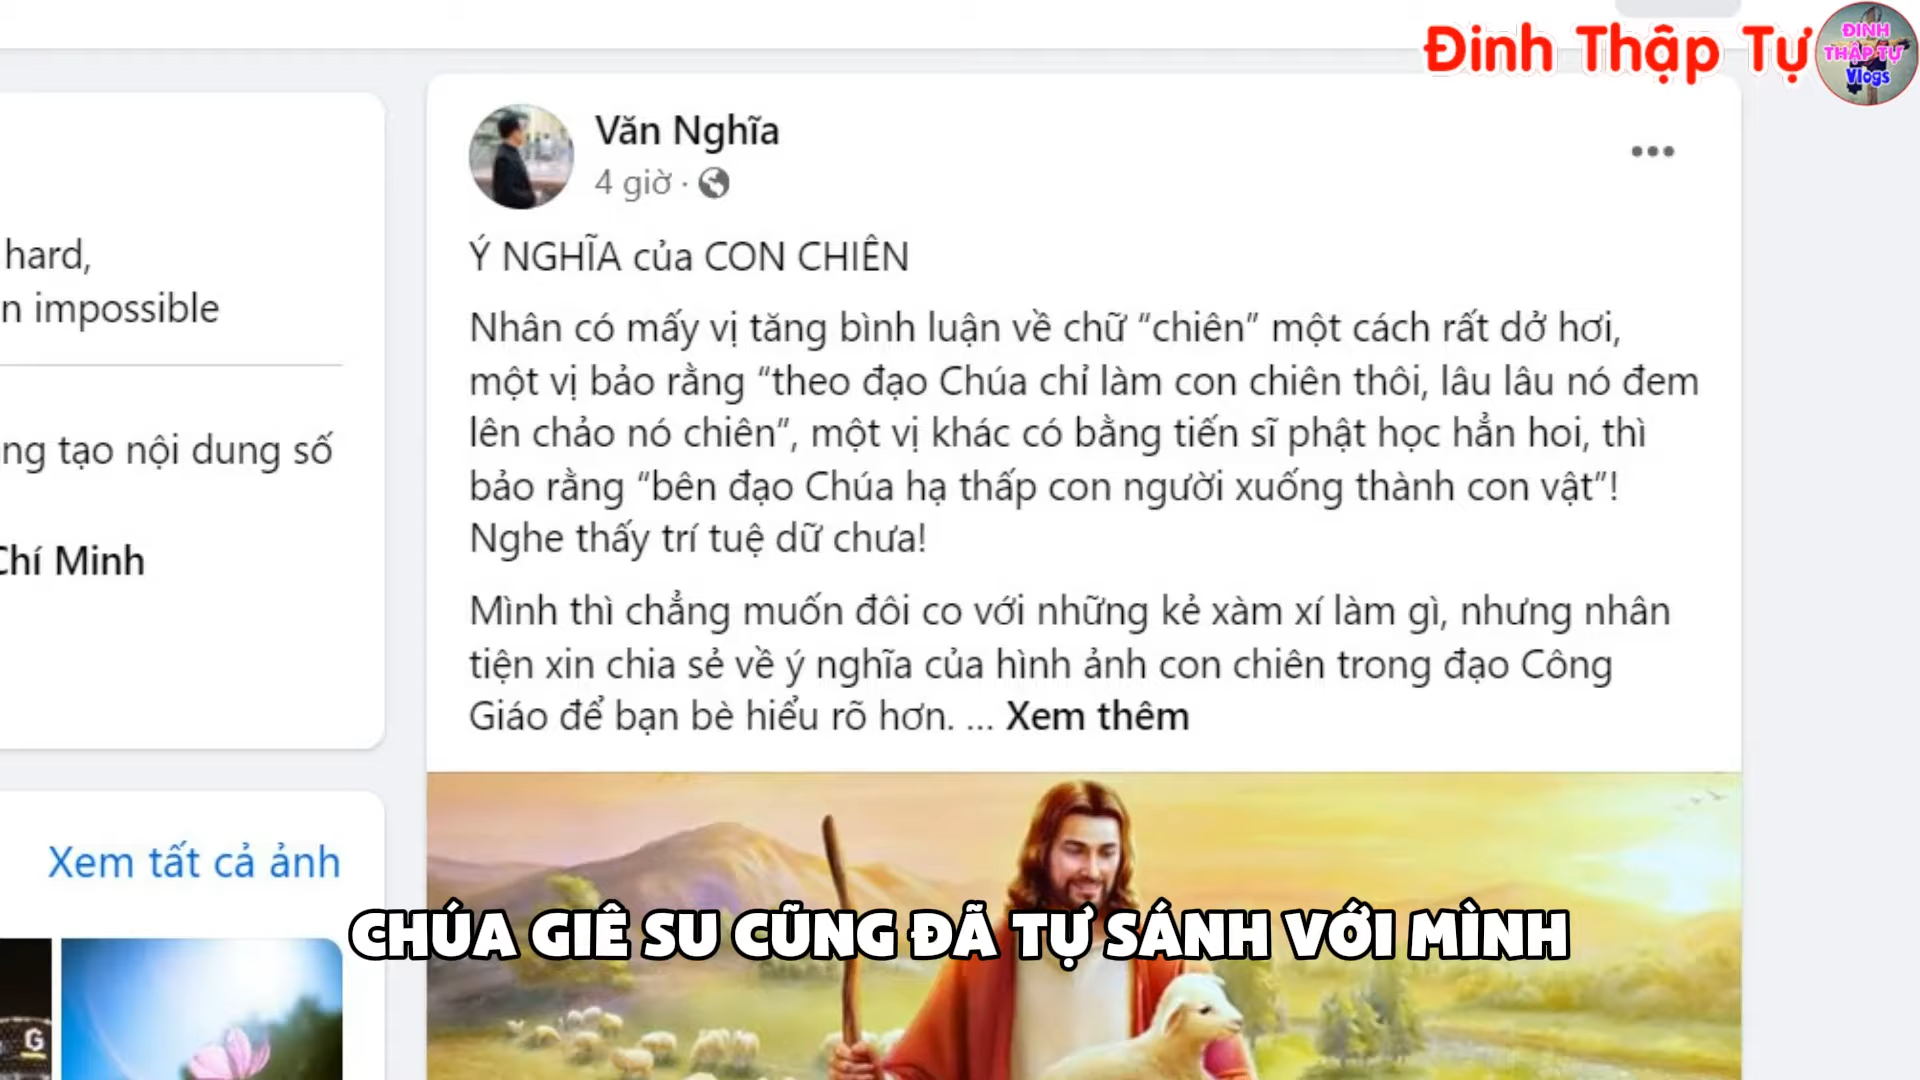 Đinh Thập Tự
ĐINH
THẬP TỰ
Vlogs
hard,
n impossible
ng tạo nội dung số
Chí Minh
Xem tất cả ảnh
G
Văn Nghĩa
4 giờ ·
Ý NGHĨA của CON CHIÊN
Nhân có mấy vị tăng bình luận về chữ “chiên” một cách rất dở hơi,
một vị bảo rằng “theo đạo Chúa chỉ làm con chiên thôi, lâu lâu nó đem
lên chảo nó chiên”, một vị khác có bằng tiến sĩ phật học hẳn hoi, thì
bảo rằng “bên đạo Chúa hạ thấp con người xuống thành con vật”!
Nghe thấy trí tuệ dữ chưa!
Mình thì chẳng muốn đôi co với những kẻ xàm xí làm gì, nhưng nhân
tiện xin chia sẻ về ý nghĩa của hình ảnh con chiên trong đạo Công
Giáo để bạn bè hiểu rõ hơn. ... Xem thêm
CHÚA GIÊ SU CŨNG ĐÃ TỰ SÁNH VỚI MÌNH